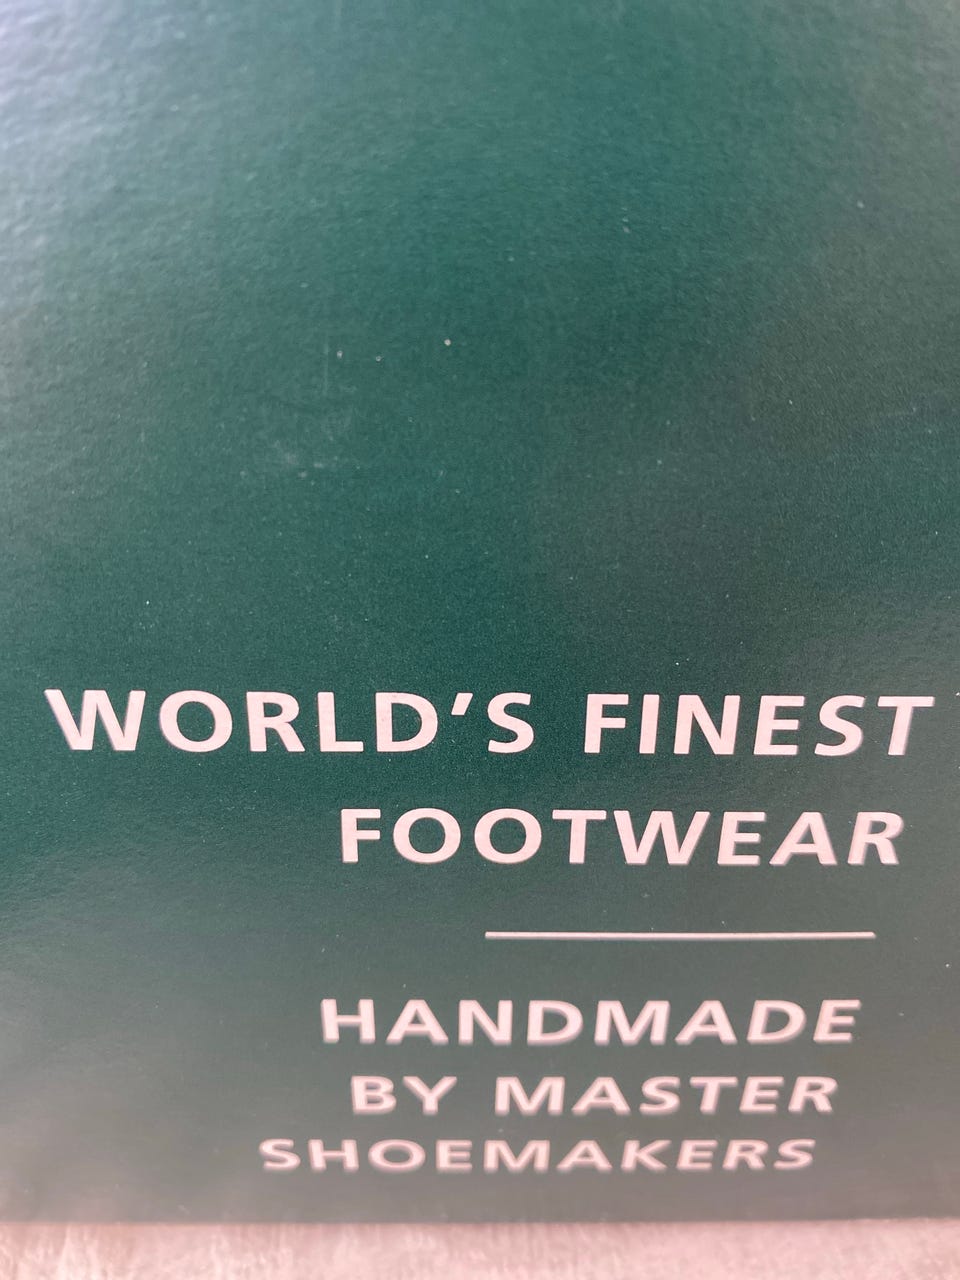 WORLD'S FINEST
FOOTWEAR
HANDMADE
BY MASTER
SHOEMAKERS